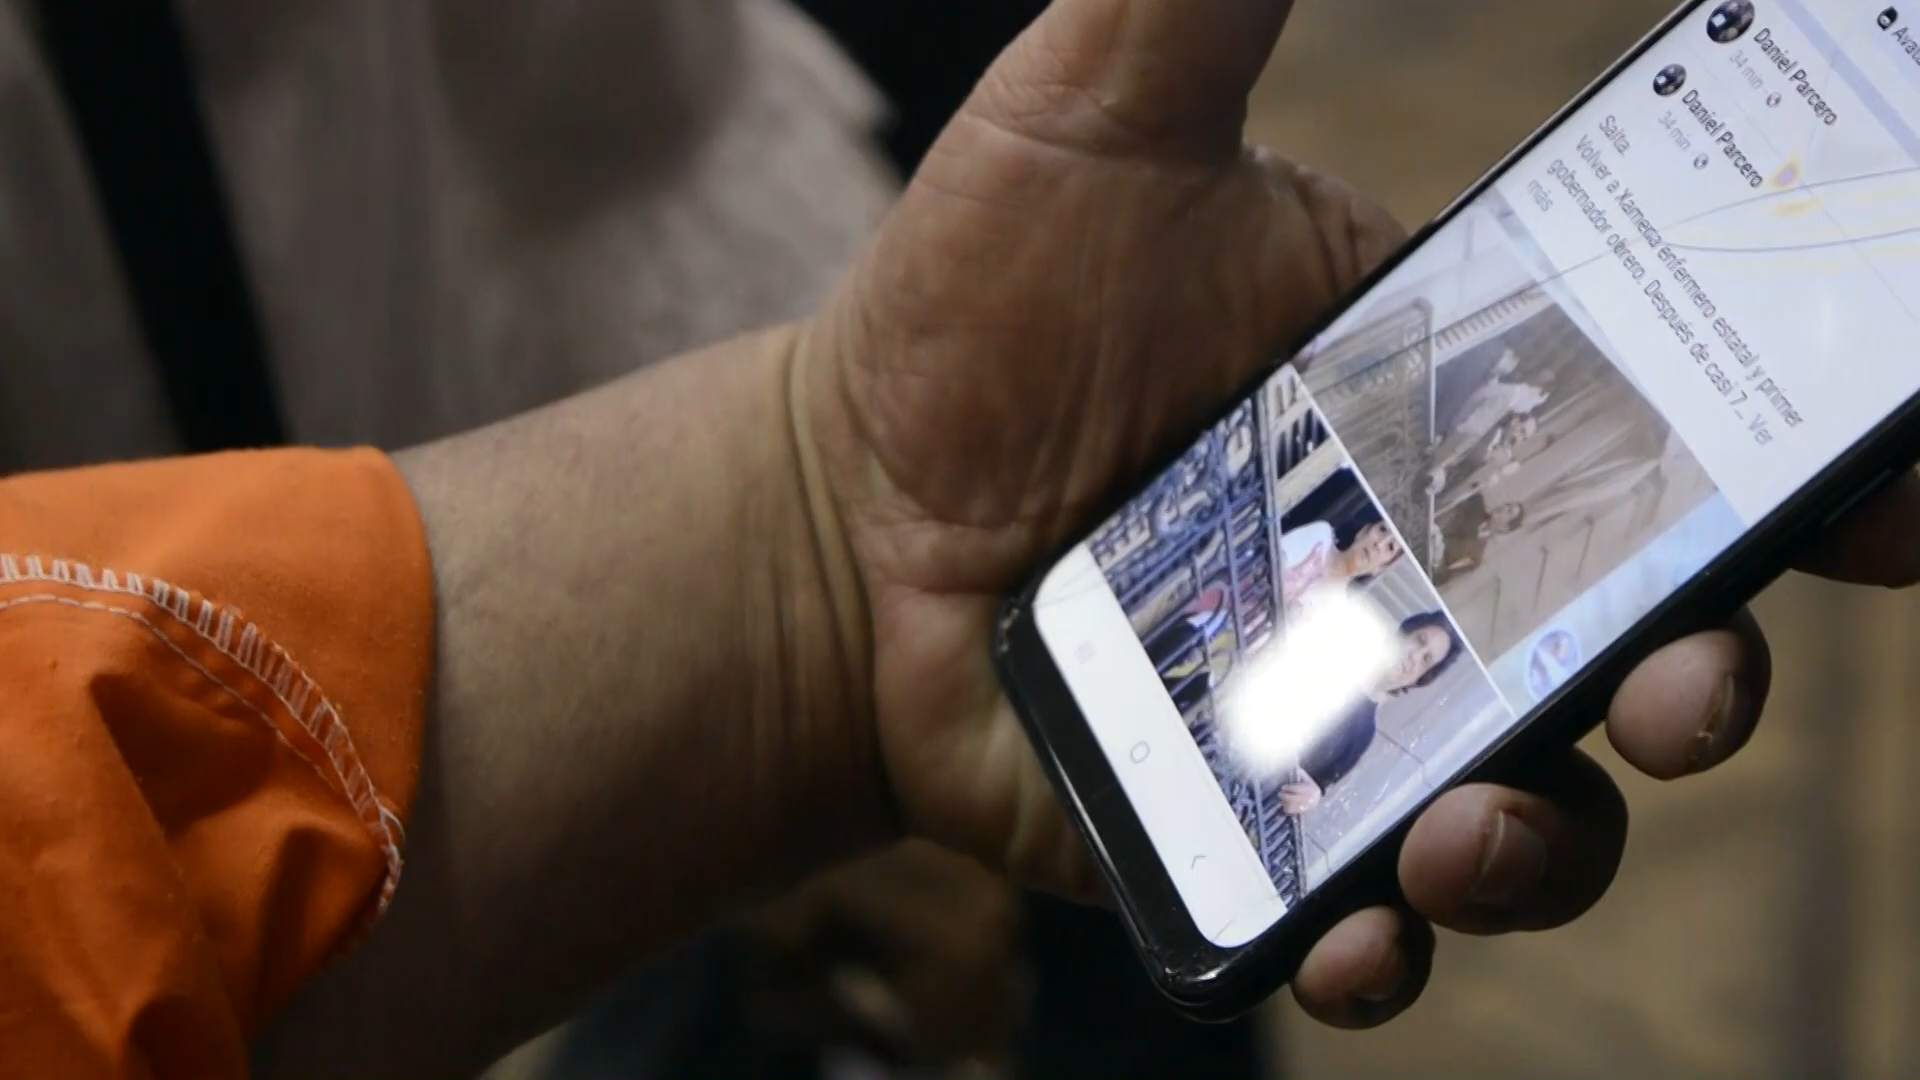 Daniel Parcero
34 min
Daniel Parcero
34 min
Salta.
Volver a Xamena enfermero estatal y primer
gobernador obrero. Después de casi 7... Ver
más